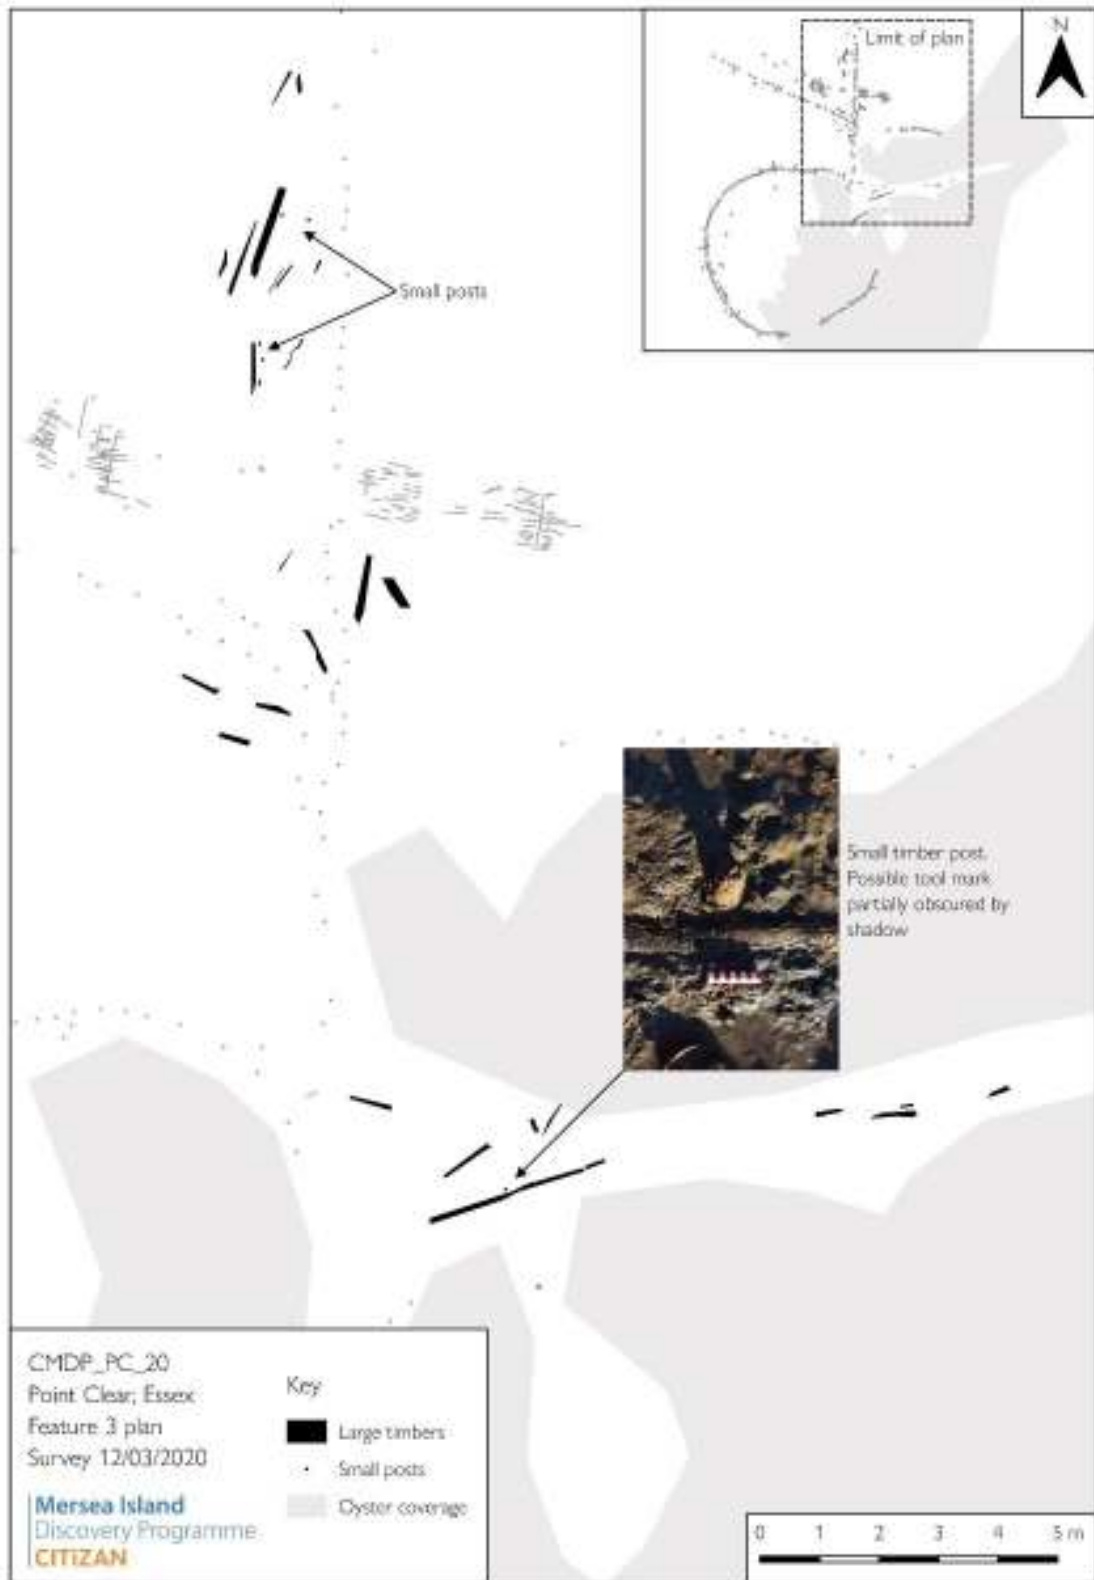 Limit of plan
N
Small posts
Small timber post.
Possible tool mark
partially obscured by
shadow
CMDP_PC_20
Point Clear, Essex
Feature 3 plan
Survey 12/03/2020
Mersea Island
Discovery Programme
CITiZAN
Key
Large timbers
Small posts
Oyster coverage
0 1 2 3 4 5 m